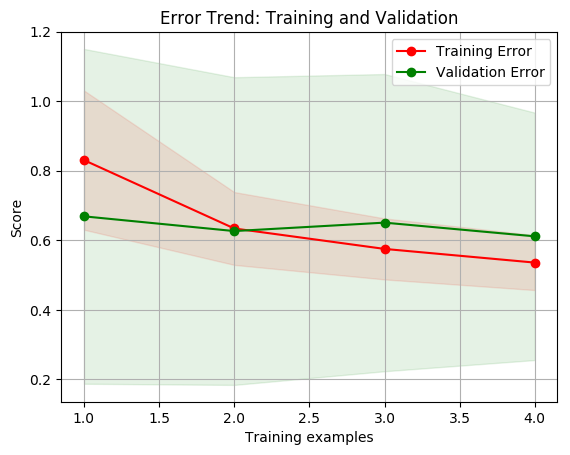 Error Trend: Training and Validation
Training Error
Validation Error
Score
1.2
1.0
0.8
0.6
0.4
0.2
1.0 1.5 2.0 2.5 3.0 3.5 4.0
Training examples